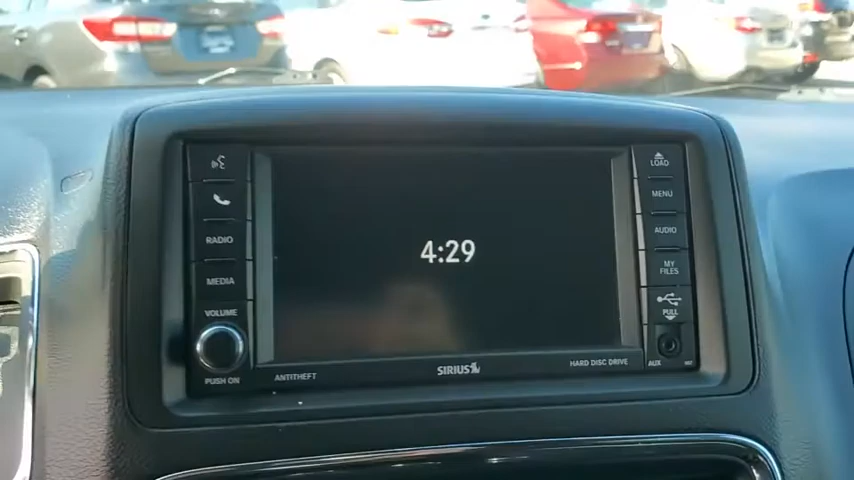 LOAD
MENU
RADIO
AUDIO
4:29
MEDIA
MY
FILES
VOLUME
PULL
PUSH ON
ANTITHEFT
SIRIUS
HARD DISC DRIVE
AUX